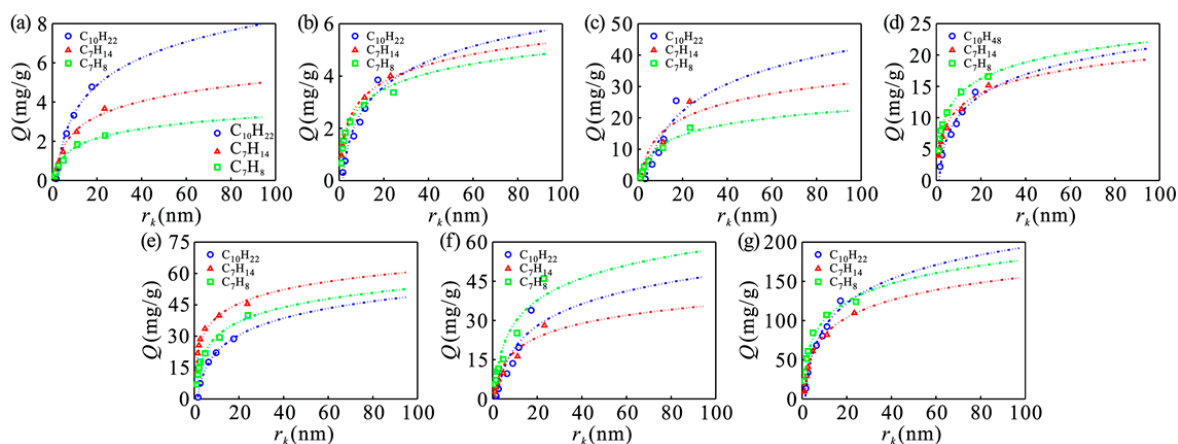 (a)
8
6
4
2
0
Q(mg/g)
C10H22
C7H14
C7H8
C10H22
C7H14
C7H8
0 20 40 60 80 100
rk(nm)
(b)
6
4
2
0
Q(mg/g)
C10H22
C7H14
C7H8
0 20 40 60 80 100
rk(nm)
(c)
50
40
30
20
10
0
Q(mg/g)
C10H22
C7H14
C7H8
0 20 40 60 80 100
rk(nm)
(d)
25
20
15
10
5
0
Q(mg/g)
C10H48
C7H14
C7H8
0 20 40 60 80 100
rk(nm)
(e)
75
60
45
30
15
0
Q(mg/g)
C10H22
C7H14
C7H8
0 20 40 60 80 100
rk(nm)
(f)
60
45
30
15
0
Q(mg/g)
C10H22
C7H14
C7H8
0 20 40 60 80 100
rk(nm)
(g)
200
150
100
50
0
Q(mg/g)
C10H22
C7H14
C7H8
0 20 40 60 80 100
rk(nm)